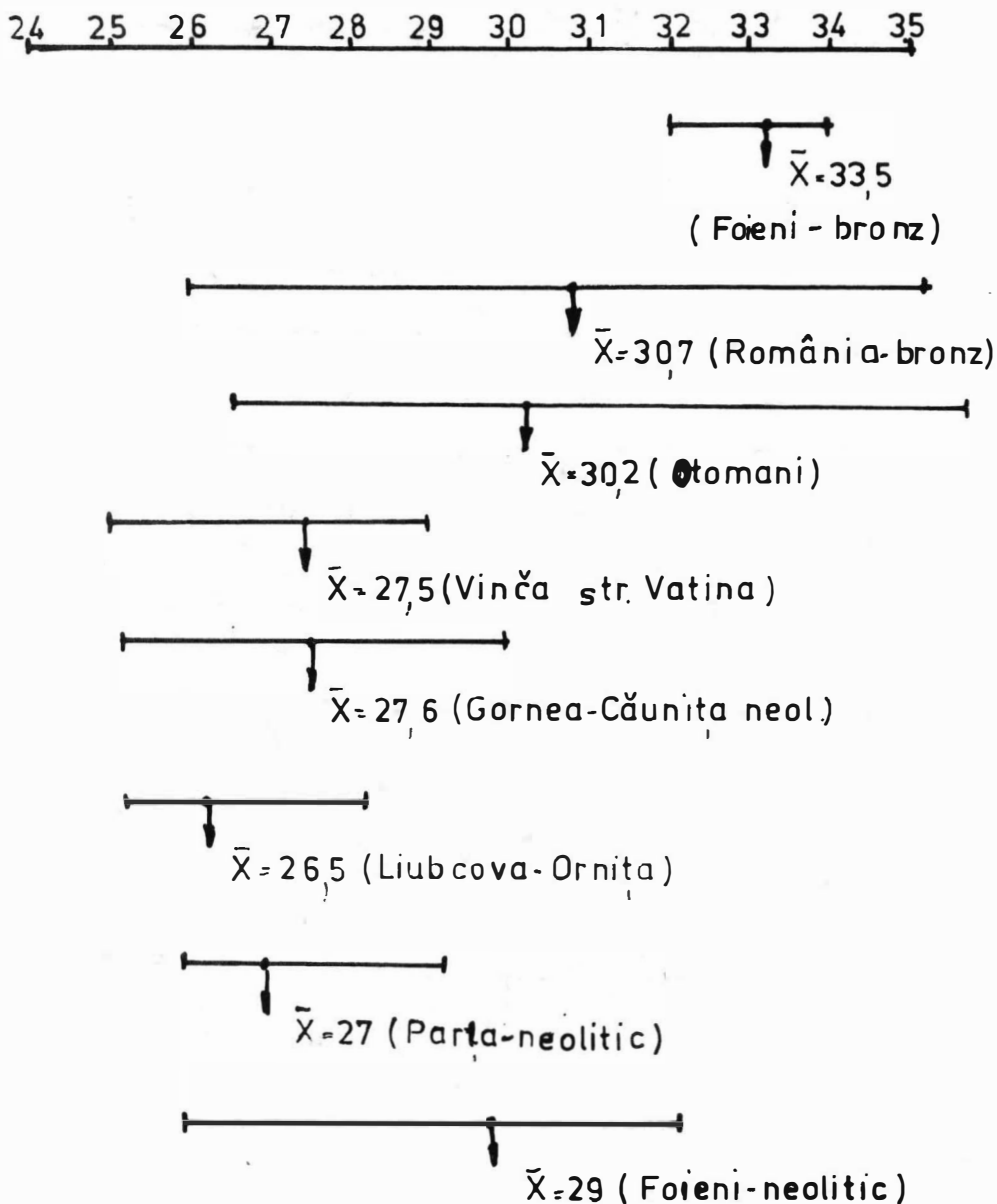 24 25 26 27 28 29 30 31 32 33 34 35
X̄=33,5
(Foieni-bronz)
X̄=30,7 (România-bronz)
X̄=30,2 (Otomani)
X̄=27,5 (Vinča str. Vatina)
X̄=27,6 (Gornea-Căunița neol.)
X̄=26,5 (Liubcova-Ornița)
X̄=27 (Parța-neolitic)
X̄=29 (Foieni-neolitic)